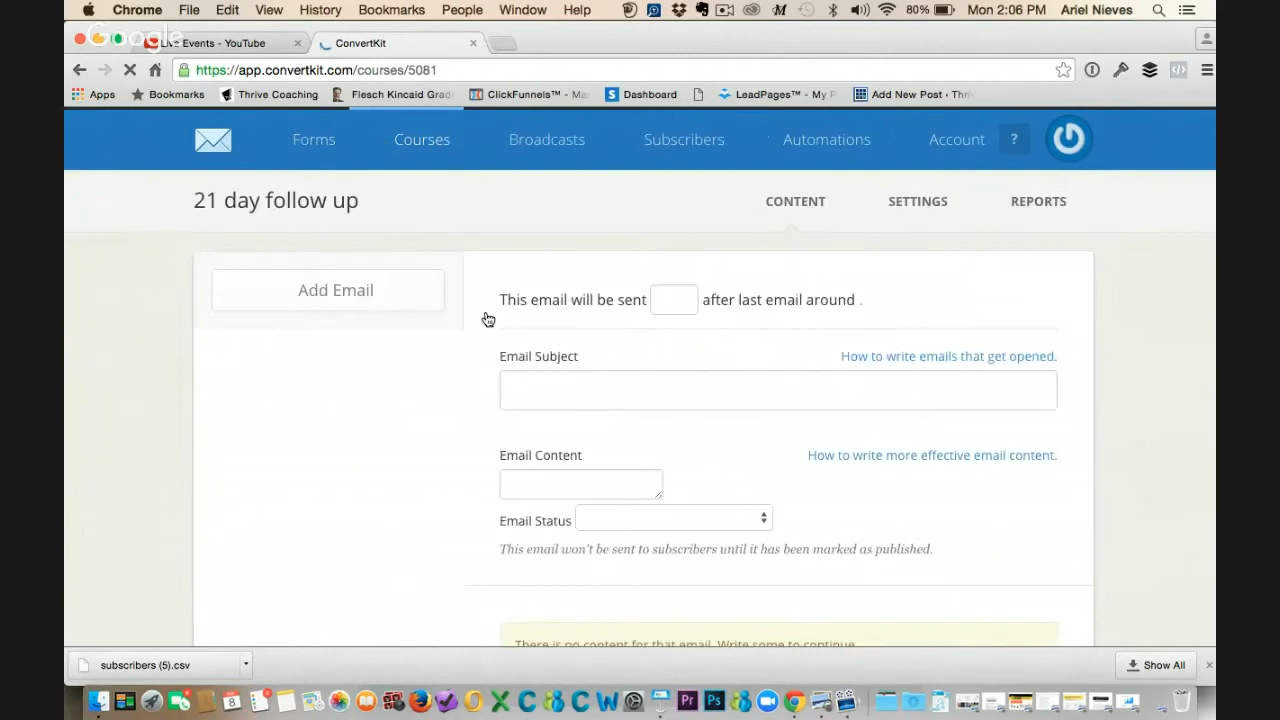 Chrome File Edit View History Bookmarks People Window Help 80% Mon 2:06 PM Ariel Nieves
Google
Live Events - YouTube
ConvertKit
https://app.convertkit.com/courses/5081
Apps Bookmarks Thrive Coaching Flesch Kincaid Grad ClickFunnels™ - Ma Dashboard LeadPages™ - My P Add New Post ‹ Thri
Forms Courses Broadcasts Subscribers Automations Account ?
21 day follow up CONTENT SETTINGS REPORTS
Add Email
This email will be sent after last email around .
Email Subject How to write emails that get opened.
Email Content How to write more effective email content.
Email Status
This email won't be sent to subscribers until it has been marked as published.
There is no content for that email. Write some to continue.
subscribers (5).csv Show All
8 Pr Ps